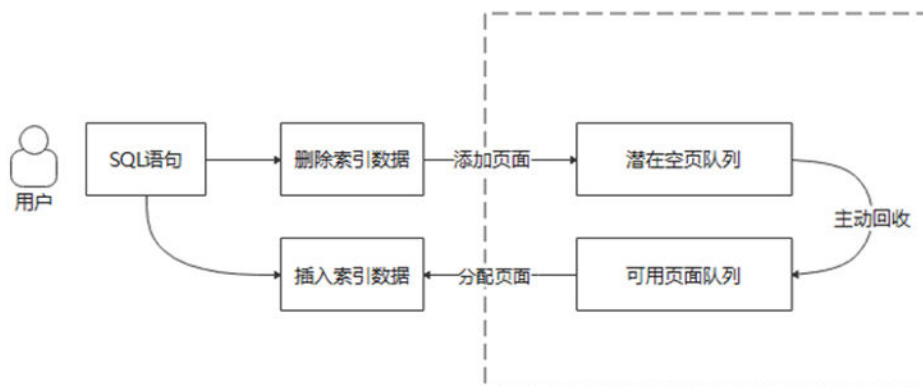 用户
SQL语句
删除索引数据
添加页面
潜在空页队列
主动回收
插入索引数据
分配页面
可用页面队列